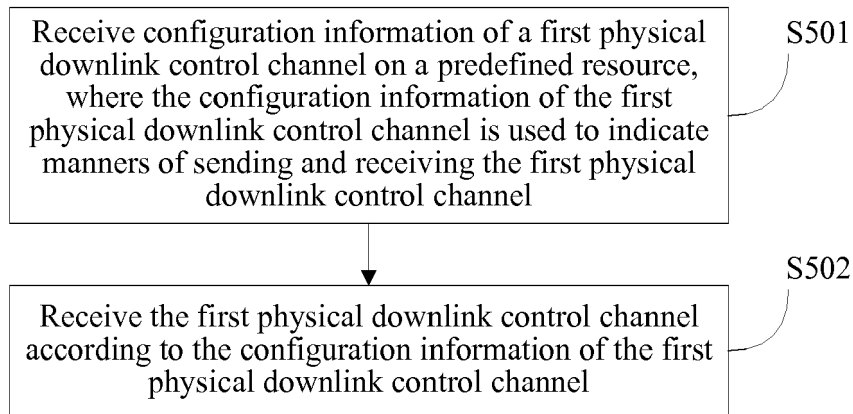 Receive configuration information of a first physical
downlink control channel on a predefined resource,
where the configuration information of the first
physical downlink control channel is used to indicate
manners of sending and receiving the first physical
downlink control channel
S501
Receive the first physical downlink control channel
according to the configuration information of the first
physical downlink control channel
S502